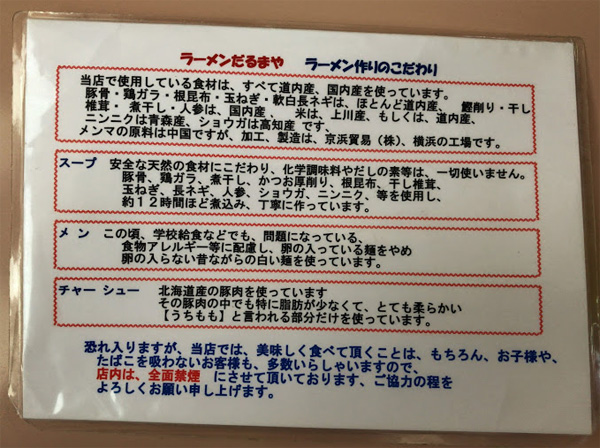 ラーメンだるまや　ラーメン作りのこだわり
当店で使用している食材は、すべて道内産、国内産を使っています。
豚骨・鶏ガラ・根昆布・玉ねぎ・軟白長ネギは、ほとんど道内産、　鰹削り・干し
椎茸・　煮干し・人参は、国内産 、　米は、上川産、もしくは、道内産、
ニンニクは青森産、ショウガは高知産 です、
メンマの原料は中国ですが、加工、製造は、京浜貿易（株）、横浜の工場です。
スープ　安全な天然の食材にこだわり、化学調味料やだしの素等は、一切使いません。
豚骨、鶏ガラ、煮干し、かつお厚削り、根昆布、干し椎茸、
玉ねぎ、長ネギ、人参、ショウガ、ニンニク、等を使用し、
約１２時間ほど煮込み、丁寧に作っています。
メン　この頃、学校給食などでも、問題になっている、
食物アレルギー等に配慮し、卵の入っている麺をやめ
卵の入らない昔ながらの白い麺を使っています。
チャーシュー　北海道産の豚肉を使っています
その豚肉の中でも特に脂肪が少なくて、とても柔らかい
【うちもも】と言われる部分だけを使っています。
恐れ入りますが、当店では、美味しく食べて頂くことは、もちろん、お子様や、
たばこを吸わないお客様も、多数いらしゃいますので、
店内は、全面禁煙　にさせて頂いております、ご協力の程を
よろしくお願い申し上げます。